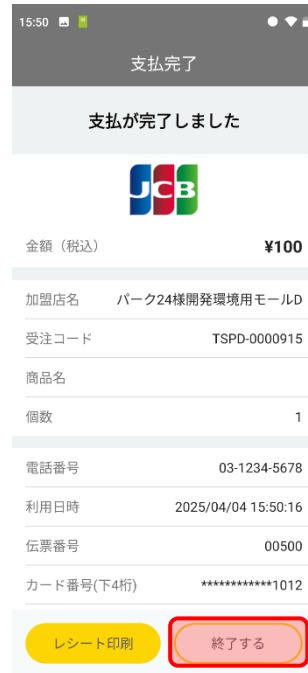 15:50
支払完了
支払が完了しました
JCB
金額（税込） ¥100
加盟店名 パーク24様開発環境用モールD
受注コード TSPD-0000915
商品名
個数 1
電話番号 03-1234-5678
利用日時 2025/04/04 15:50:16
伝票番号 00500
カード番号(下4桁) ************1012
レシート印刷 終了する